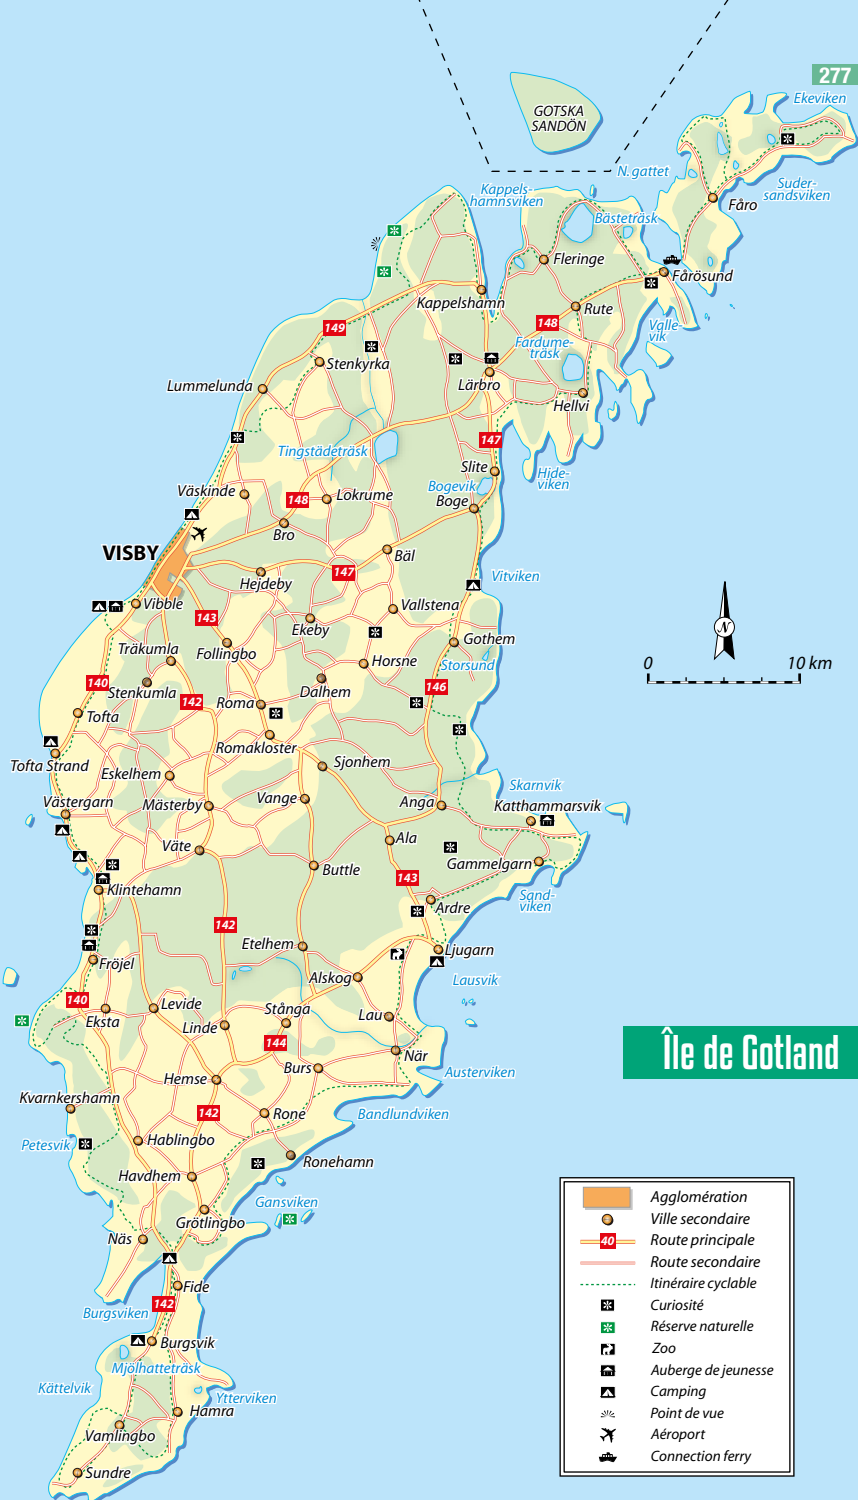 277
GOTSKA
SANDÖN
Ekeviken
N. gattet
Suder-
sandsviken
Kappels-
hamnsviken
Fåro
Bästeträsk
Fleringe
Fårösund
Kappelshamn
Rute
149
148
Valle-
vik
Fardume-
träsk
Stenkyrka
Lummelunda
Lärbro
Hellvi
147
Tingstädeträsk
Slite
Hide-
viken
Bogevik
Väskinde
148
Lokrume
Boge
Bro
VISBY
Bäl
147
Hejdeby
Vitviken
Vibble
143
Vallstena
Ekeby
Träkumla
Follingbo
Gothem
Horsne
Storsund
140
Stenkumla
142
Dalhem
146
Roma
Tofta
Romakloster
Tofta Strand
Eskelhem
Sjonhem
Skarnvik
Västergarn
Mästerby
Vange
Anga
Katthammarsvik
Väte
Ala
Buttle
Gammelgarn
143
Klintehamn
Sand-
viken
Ardre
142
Etelhem
Ljugarn
Fröjel
Alskog
Lausvik
140
Levide
Stånga
Lau
Eksta
Linde
144
När
Burs
Hemse
Austerviken
Kvarnkershamn
142
Rone
Bandlundviken
Petesvik
Hablingbo
Ronehamn
Havdhem
Gansviken
Grötlingbo
Näs
Fide
142
Burgsviken
Burgsvik
Mjölhatteträsk
Kättelvik
Ytterviken
Hamra
Vamlingbo
Sundre
N
0 10 km
Île de Gotland
Agglomération
Ville secondaire
40 Route principale
Route secondaire
Itinéraire cyclable
Curiosité
Réserve naturelle
Zoo
Auberge de jeunesse
Camping
Point de vue
Aéroport
Connection ferry